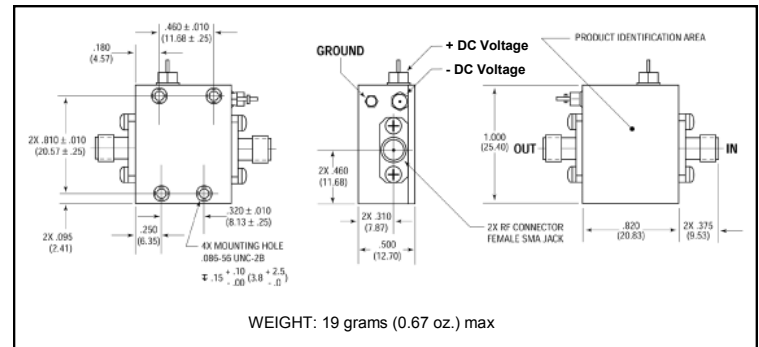 .460 ± .010
(11.68 ± .25)
.180
(4.57)
2X .810 ± .010
(20.57 ± .25)
2X .095
(2.41)
.250
(6.35)
.320 ± .010
(8.13 ± .25)
4X MOUNTING HOLE
.086-56 UNC-2B
↧ .15 + .10 - .00 (3.8 + 2.5 - .0)
GROUND
+ DC Voltage
- DC Voltage
2X .460
(11.68)
2X .310
(7.87)
.500
(12.70)
2X RF CONNECTOR
FEMALE SMA JACK
PRODUCT IDENTIFICATION AREA
1.000
(25.40)
OUT
IN
.820
(20.83)
2X .375
(9.53)
WEIGHT: 19 grams (0.67 oz.) max